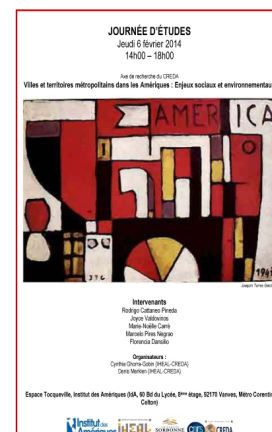 JOURNÉE D'ÉTUDES
Jeudi 6 février 2014
14h00 – 18h00
Axe de recherche du CREDA
Villes et territoires métropolitains dans les Amériques : Enjeux sociaux et environnementaux
AMERICA
JTG
Joaquín Torres
Intervenants
Rodrigo Cattaneo Pineda
Joyce Valdovinos
Marie-Noëlle Carré
Marcelo Pires Negrao
Florencia Dansilio
Organisateurs :
Cynthia Ghorra-Gobin (IHEAL-CREDA)
Denis Merklen (IHEAL-CREDA)
Espace Tocqueville, Institut des Amériques (IdA, 60 Bd du Lycée, 8ème étage, 92170 Vanves, Métro Corentin
Celton)
Institut des
Amériques
iHEAL
SORBONNE
CNRS
CREDA